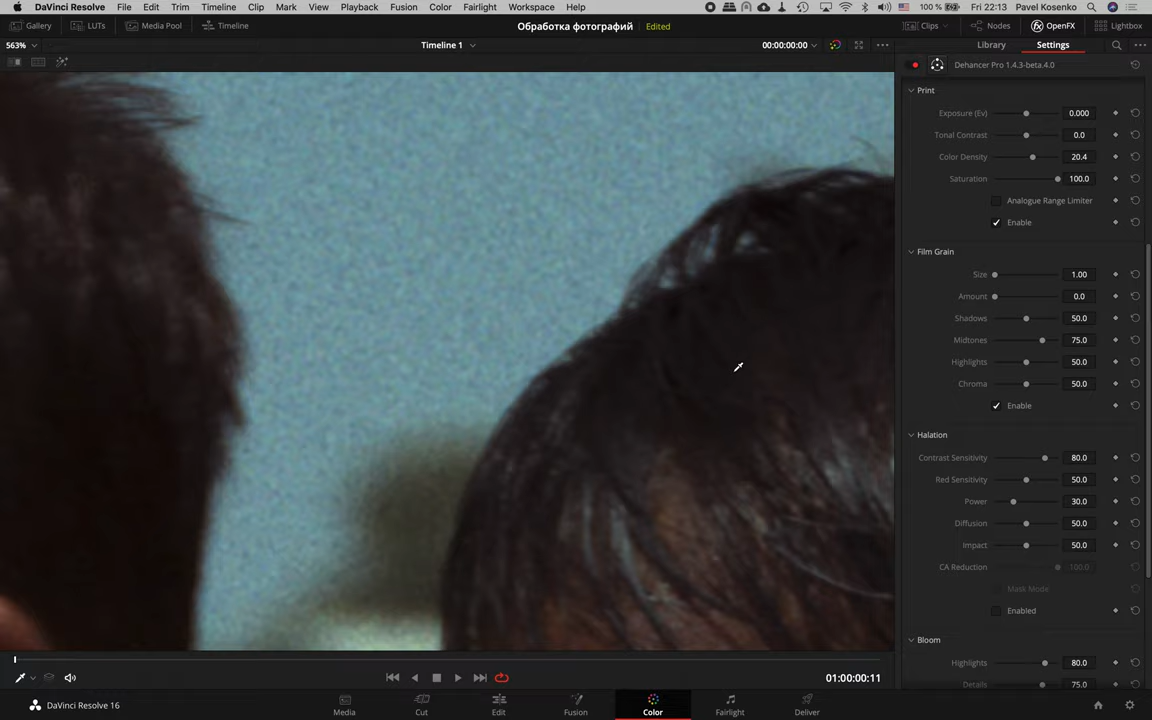 DaVinci Resolve File Edit Trim Timeline Clip Mark View Playback Fusion Color Fairlight Workspace Help 100 % Fri 22:13 Pavel Kosenko
Gallery LUTs Media Pool Timeline Обработка фотографий Edited Clips Nodes OpenFX Lightbox
563% Timeline 1 00:00:00:00 Library Settings
Dehancer Pro 1.4.3-beta.4.0
Print
Exposure (Ev) 0.000
Tonal Contrast 0.0
Color Density 20.4
Saturation 100.0
Analogue Range Limiter
Enable
Film Grain
Size 1.00
Amount 0.0
Shadows 50.0
Midtones 75.0
Highlights 50.0
Chroma 50.0
Enable
Halation
Contrast Sensitivity 80.0
Red Sensitivity 50.0
Power 30.0
Diffusion 50.0
Impact 50.0
CA Reduction 100.0
Mask Mode
Enabled
Bloom
Highlights 80.0
Details 75.0
01:00:00:11
DaVinci Resolve 16 Media Cut Edit Fusion Color Fairlight Deliver